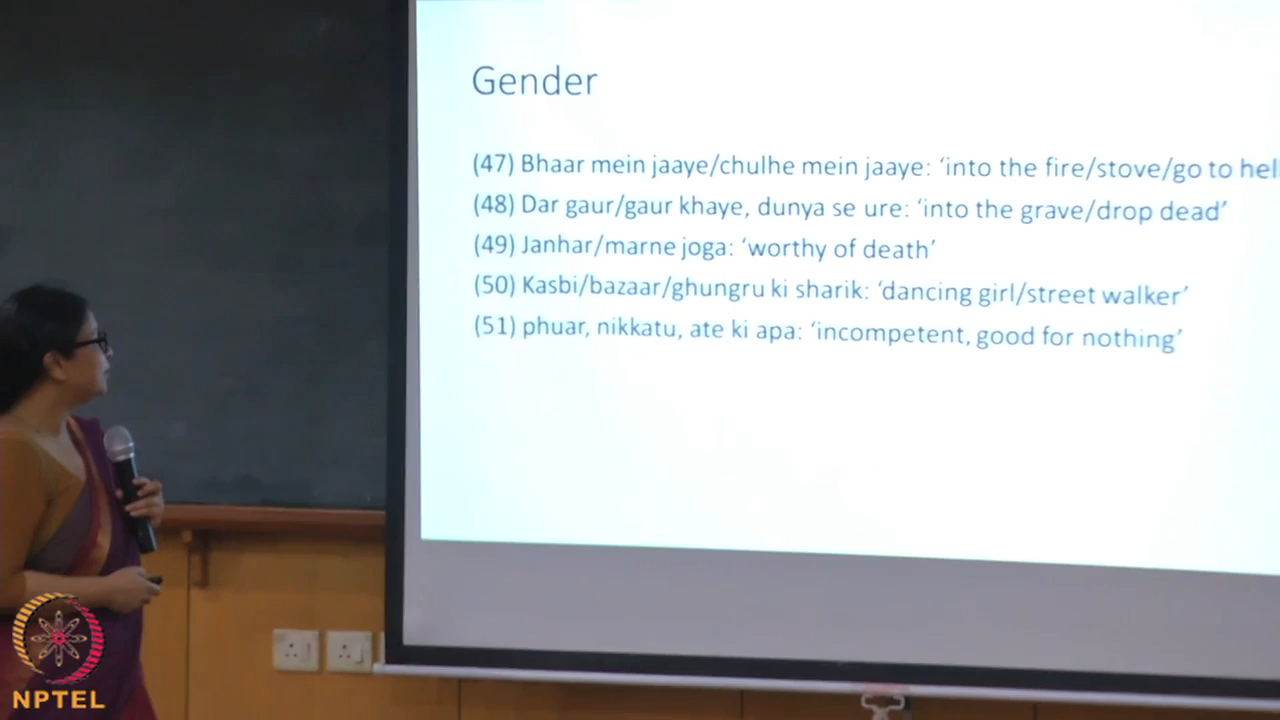 Gender
(47) Bhaar mein jaaye/chulhe mein jaaye: ‘into the fire/stove/go to hell
(48) Dar gaur/gaur khaye, dunya se ure: ‘into the grave/drop dead’
(49) Janhar/marne joga: ‘worthy of death’
(50) Kasbi/bazaar/ghungru ki sharik: ‘dancing girl/street walker’
(51) phuar, nikkatu, ate ki apa: ‘incompetent, good for nothing’
NPTEL